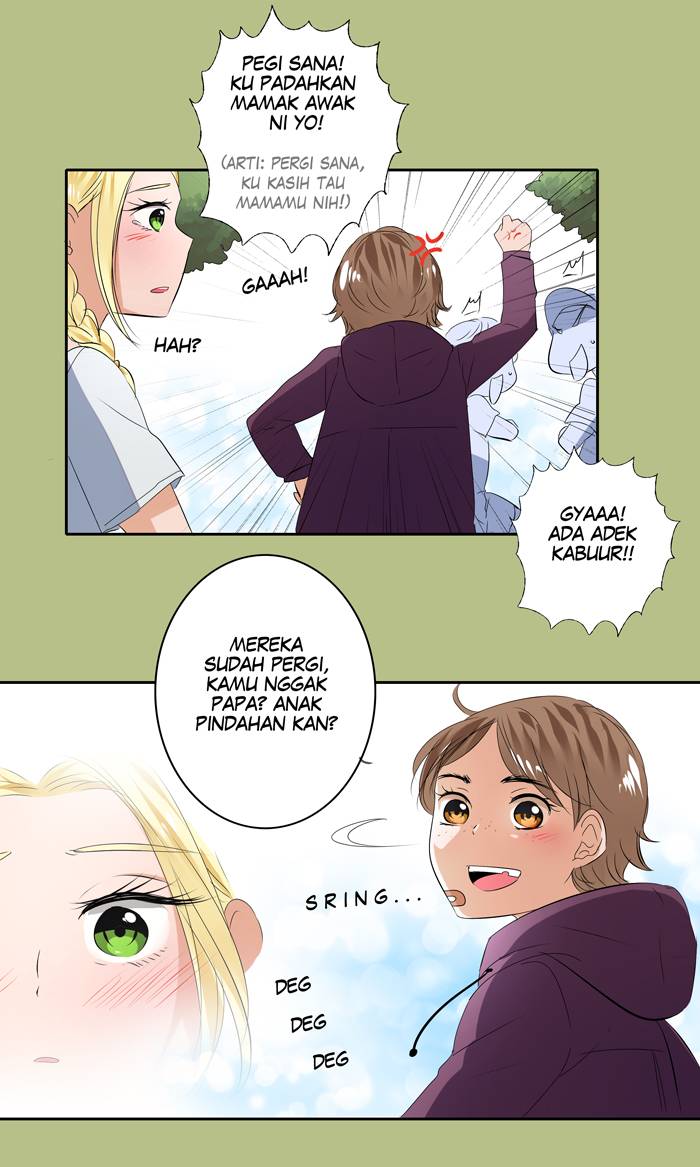 PEGI SANA!
KU PADAHKAN
MAMAK AWAK
NI YO!
(ARTI: PERGI SANA,
KU KASIH TAU
MAMAMU NIH!)
GAAAH!
HAH?
GYAAA!
ADA ADEK
KABUUR!!
MEREKA
SUDAH PERGI,
KAMU NGGAK
PAPA? ANAK
PINDAHAN KAN?
SRING...
DEG
DEG
DEG